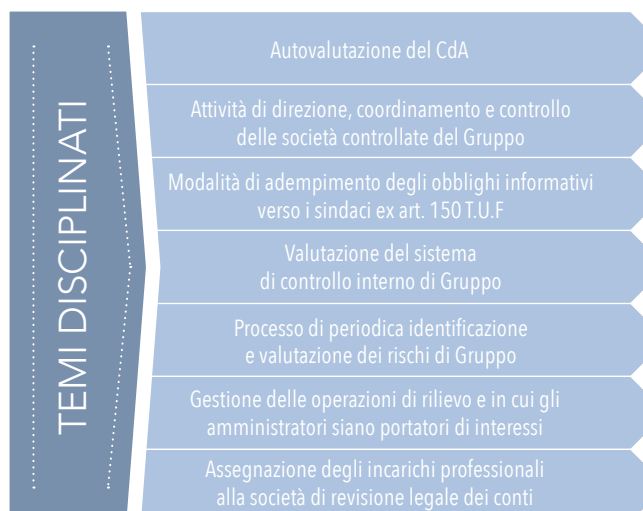 TEMI DISCIPLINATI
Autovalutazione del CdA
Attività di direzione, coordinamento e controllo
delle società controllate del Gruppo
Modalità di adempimento degli obblighi informativi
verso i sindaci ex art. 150 T.U.F
Valutazione del sistema
di controllo interno di Gruppo
Processo di periodica identificazione
e valutazione dei rischi di Gruppo
Gestione delle operazioni di rilievo e in cui gli
amministratori siano portatori di interessi
Assegnazione degli incarichi professionali
alla società di revisione legale dei conti